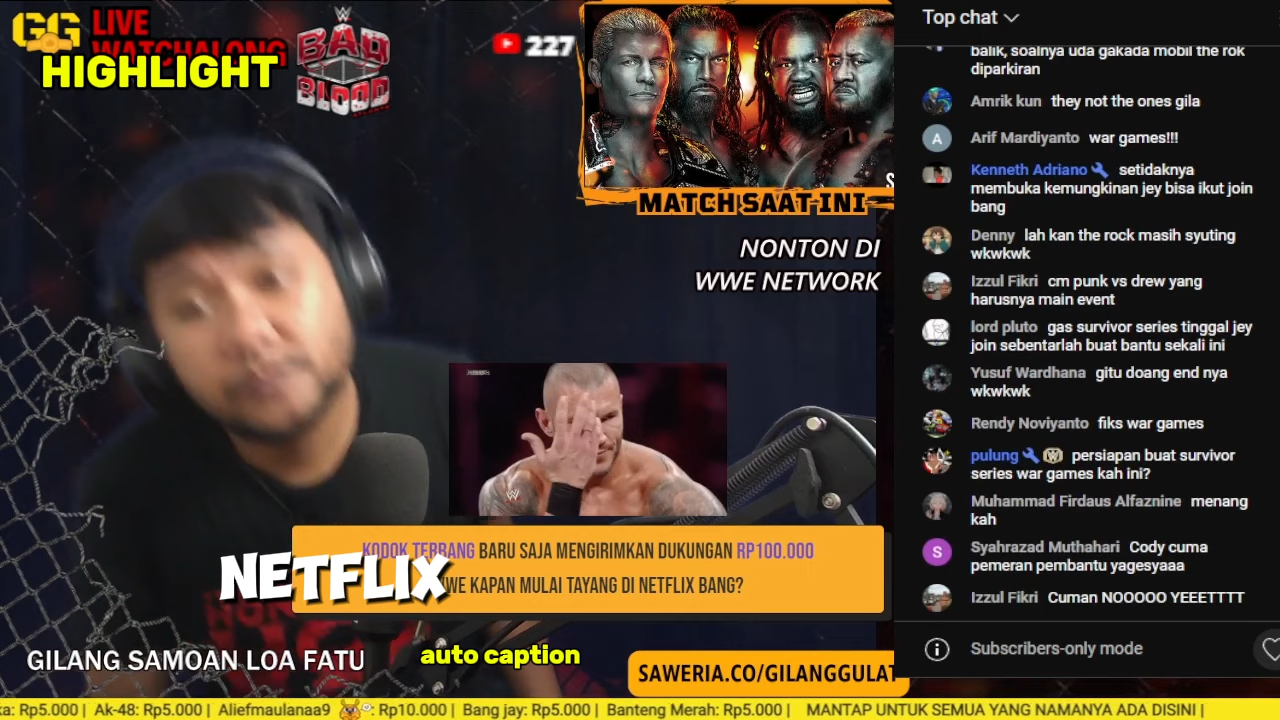 GG LIVE
WATCHALONG
HIGHLIGHT
BAD
BLOOD
227
MATCH SAAT INI
NONTON DI
WWE NETWORK
KODOK TERBANG BARU SAJA MENGIRIMKAN DUKUNGAN RP100.000
WE KAPAN MULAI TAYANG DI NETFLIX BANG?
NETFLIX
GILANG SAMOAN LOA FATU
auto caption
SAWERIA.CO/GILANGGULAT
ka: Rp5.000 | Ak-48: Rp5.000 | Aliefmaulanaa9 : Rp10.000 | Bang jay: Rp5.000 | Banteng Merah: Rp5.000 | MANTAP UNTUK SEMUA YANG NAMANYA ADA DISINI |
Top chat
balik, soalnya uda gakada mobil the rok
diparkiran
Amrik kun they not the ones gila
A Arif Mardiyanto war games!!!
Kenneth Adriano setidaknya
membuka kemungkinan jey bisa ikut join
bang
Denny lah kan the rock masih syuting
wkwkwk
Izzul Fikri cm punk vs drew yang
harusnya main event
lord pluto gas survivor series tinggal jey
join sebentarlah buat bantu sekali ini
Yusuf Wardhana gitu doang end nya
wkwkwk
Rendy Noviyanto fiks war games
pulung persiapan buat survivor
series war games kah ini?
Muhammad Firdaus Alfaznine menang
kah
S Syahrazad Muthahari Cody cuma
pemeran pembantu yagesyaaa
Izzul Fikri Cuman NOOOOO YEEETTTT
Subscribers-only mode